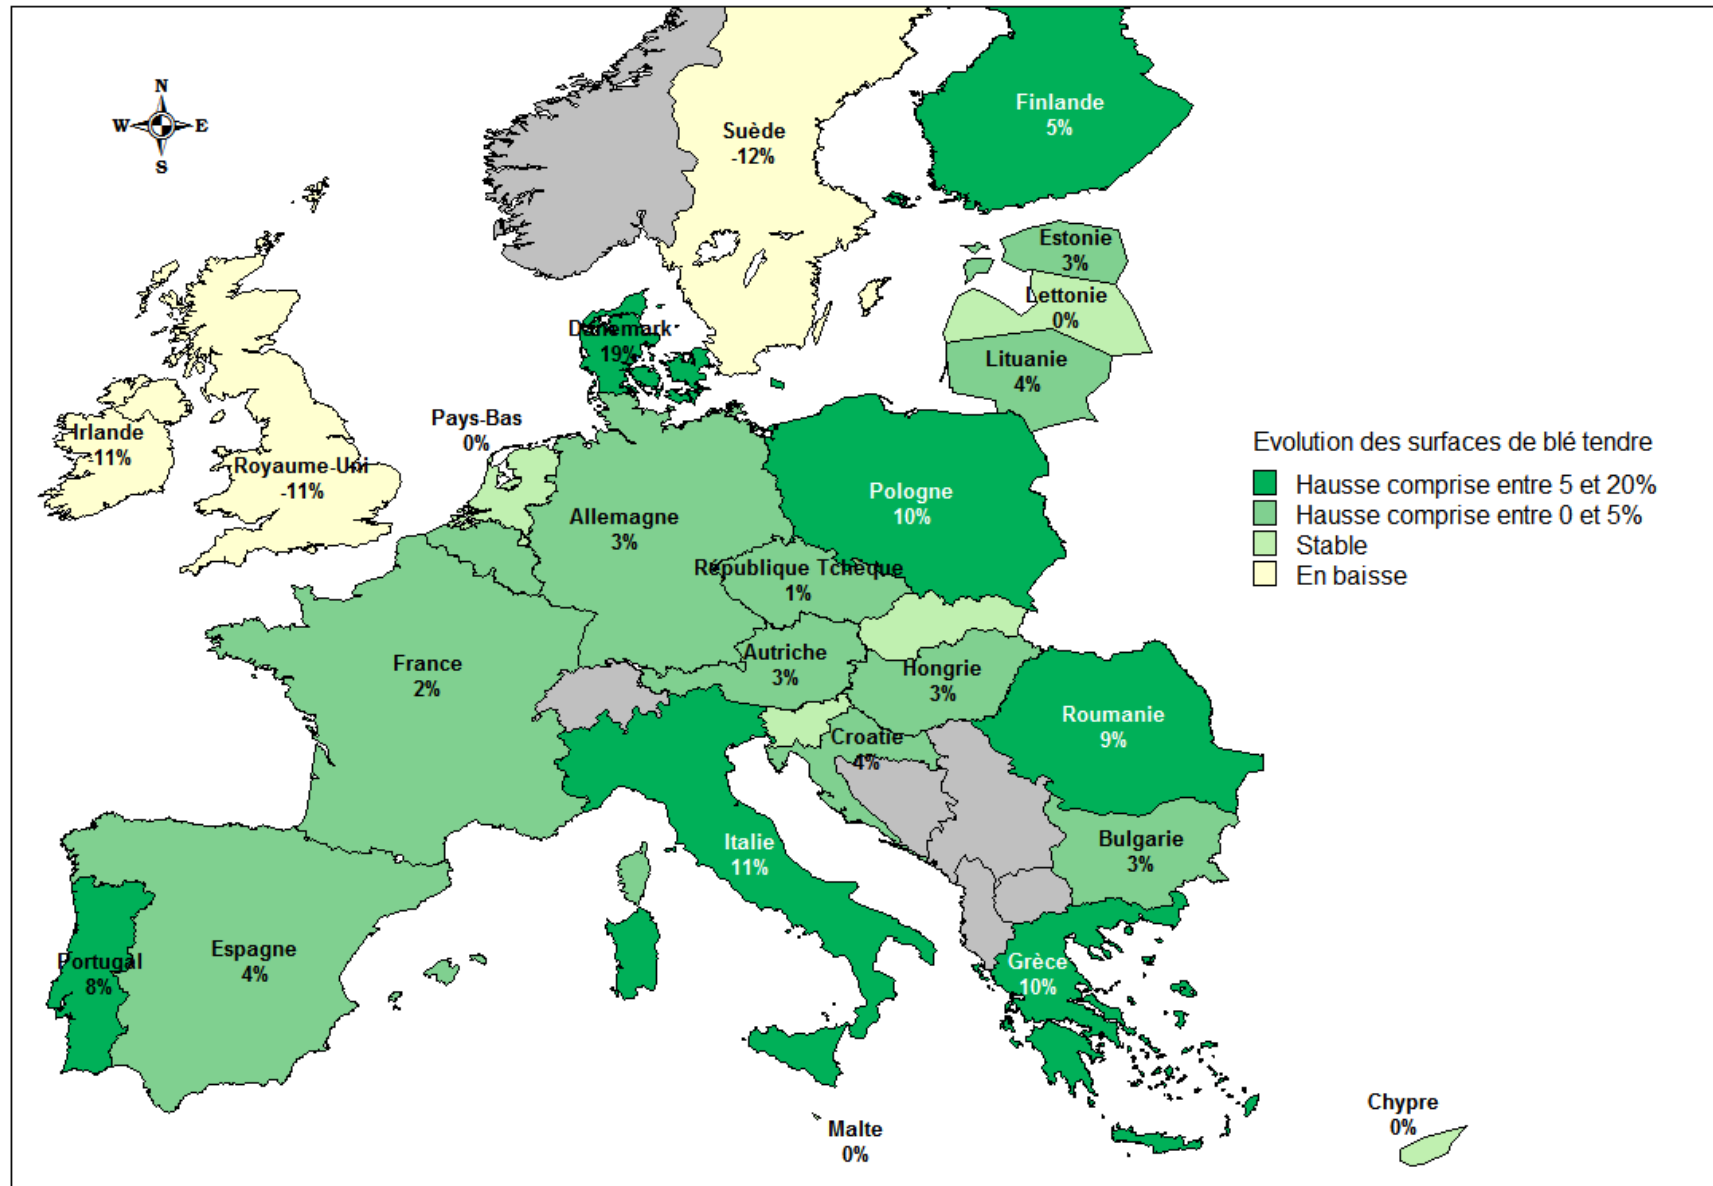 N
W E
S
Suède
-12%
Finlande
5%
Estonie
3%
Lettonie
0%
Lituanie
4%
Danemark
19%
Irlande
-11%
Royaume-Uni
-11%
Pays-Bas
0%
Allemagne
3%
Pologne
10%
République Tchèque
1%
France
2%
Autriche
3%
Hongrie
3%
Roumanie
9%
Croatie
4%
Bulgarie
3%
Italie
11%
Espagne
4%
Portugal
8%
Grèce
10%
Malte
0%
Chypre
0%
Evolution des surfaces de blé tendre
Hausse comprise entre 5 et 20%
Hausse comprise entre 0 et 5%
Stable
En baisse